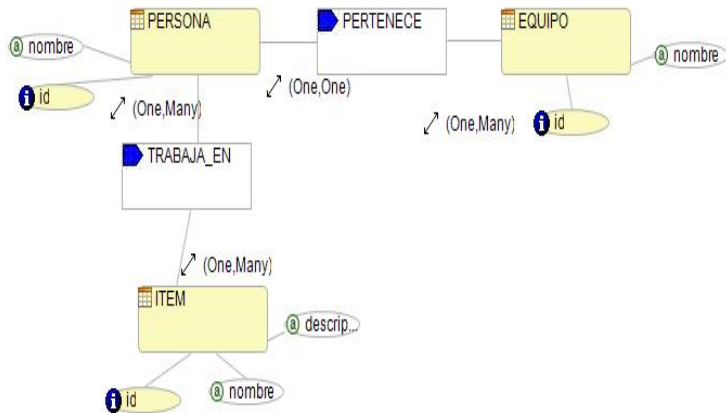 PERSONA
PERTENECE
EQUIPO
nombre
nombre
id
(One,Many)
(One,One)
(One,Many)
id
TRABAJA_EN
(One,Many)
ITEM
descrip...
id
nombre